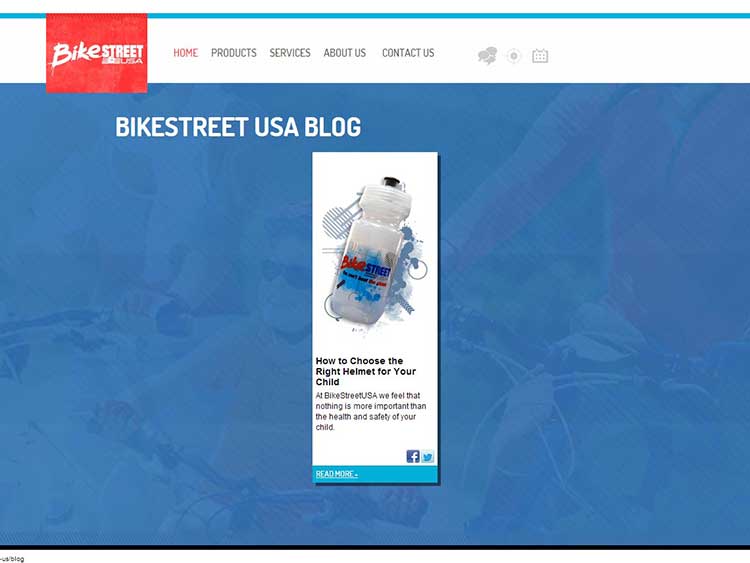 BikeSTREET
USA
HOME PRODUCTS SERVICES ABOUT US CONTACT US
BIKESTREET USA BLOG
BikeSTREET
How to Choose the
Right Helmet for Your
Child
At BikeStreetUSA we feel that
nothing is more important than
the health and safety of your
child.
READ MORE
-us/blog